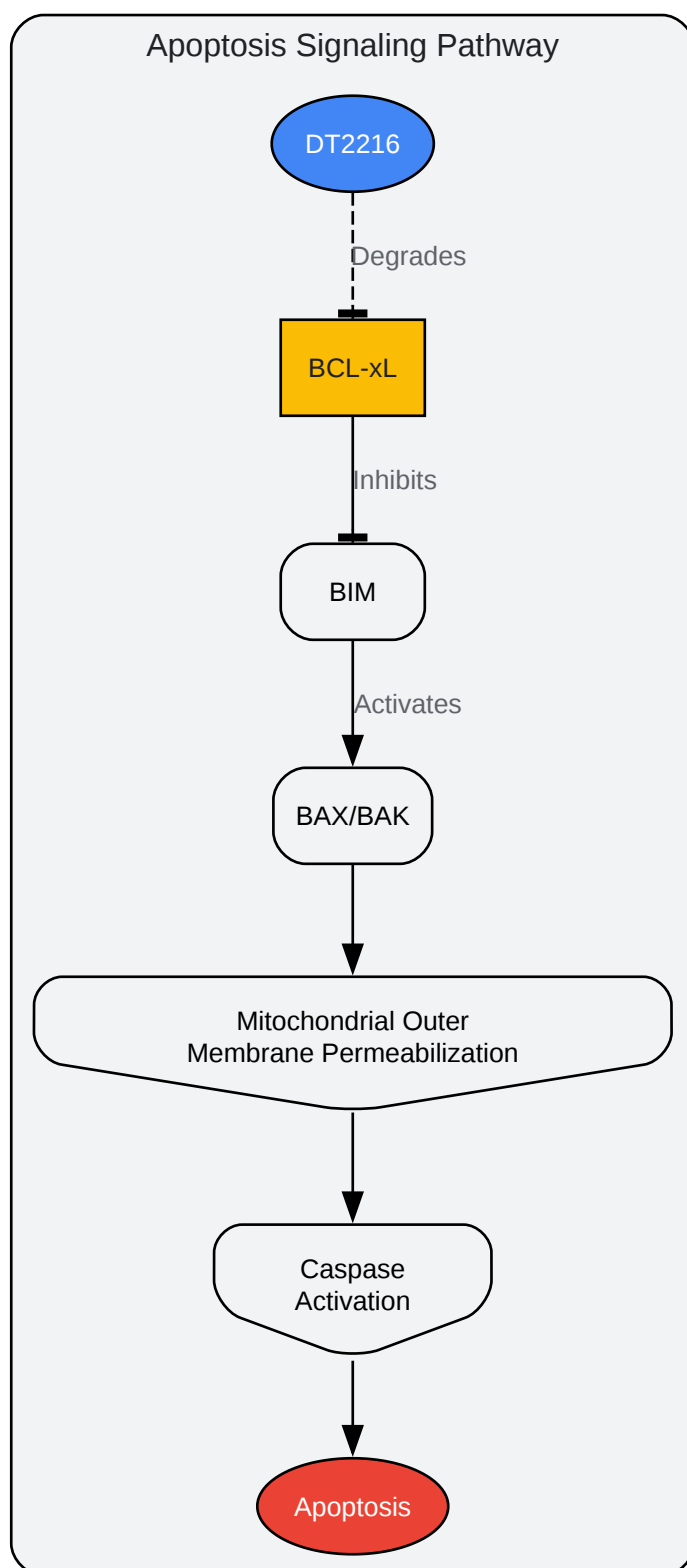 Apoptosis Signaling Pathway
DT2216
Degrades
BCL-xL
Inhibits
BIM
Activates
BAX/BAK
Mitochondrial Outer
Membrane Permeabilization
Caspase
Activation
Apoptosis